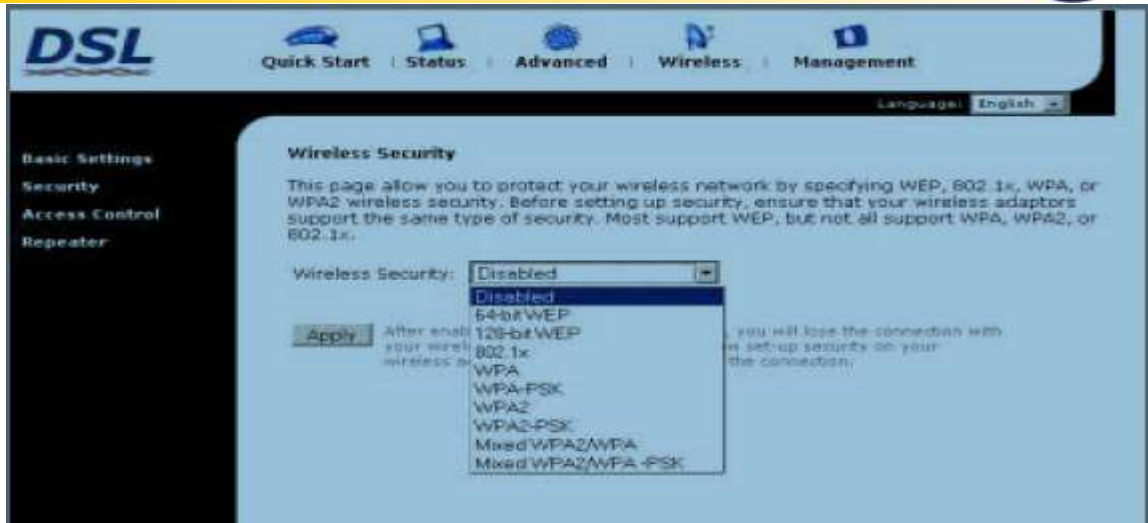 DSL
Quick Start | Status | Advanced | Wireless | Management
Language: English
Basic Settings
Security
Access Control
Repeater
Wireless Security
This page allow you to protect your wireless network by specifying WEP, 802.1x, WPA, or
WPA2 wireless security. Before setting up security, ensure that your wireless adaptors
support the same type of security. Most support WEP, but not all support WPA, WPA2, or
802.1x.
Wireless Security: Disabled
Disabled
64-bit WEP
128-bit WEP
802.1x
WPA
WPA-PSK
WPA2
WPA2-PSK
Mixed WPA2/WPA
Mixed WPA2/WPA -PSK
Apply
After enab , you will lose the connection with
your wirel set-up security on your
wireless a the connection.